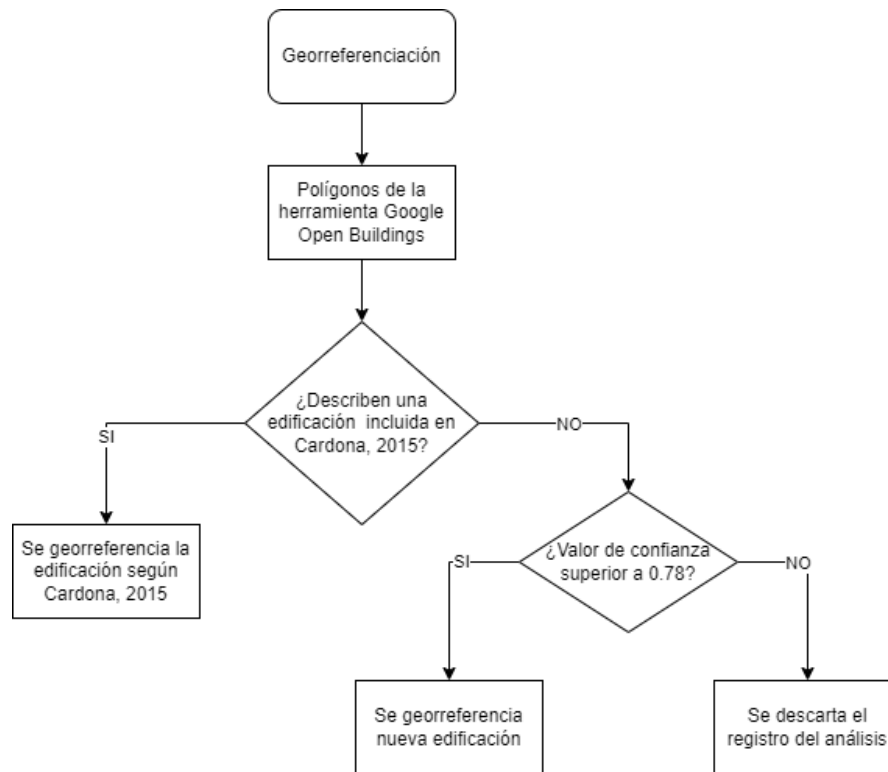 Georreferenciación
Polígonos de la
herramienta Google
Open Buildings
¿Describen una
edificación incluida en
Cardona, 2015?
SI
NO
Se georreferencia la
edificación según
Cardona, 2015
¿Valor de confianza
superior a 0.78?
SI
NO
Se georreferencia
nueva edificación
Se descarta el
registro del análisis